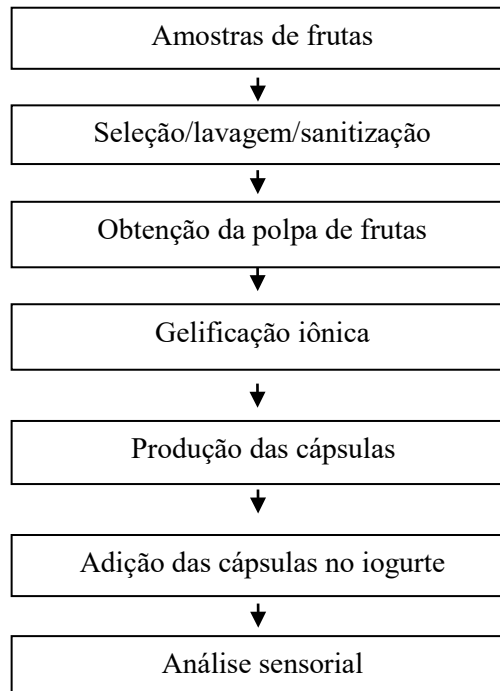 Amostras de frutas
Seleção/lavagem/sanitização
Obtenção da polpa de frutas
Gelificação iônica
Produção das cápsulas
Adição das cápsulas no iogurte
Análise sensorial